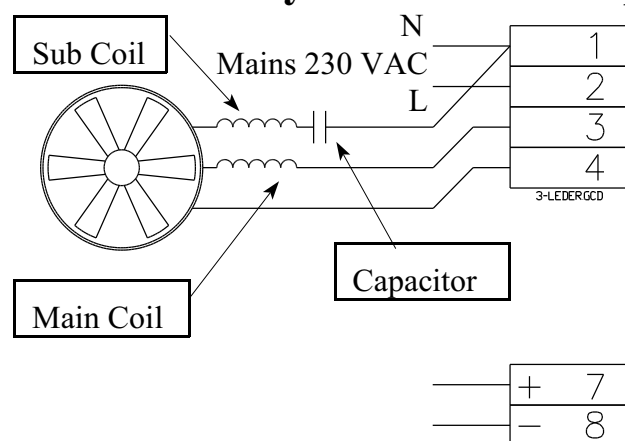 N
Sub Coil
Mains 230 VAC
L
1
2
3
4
3-LEDERGCD
Capacitor
Main Coil
+ 7
- 8